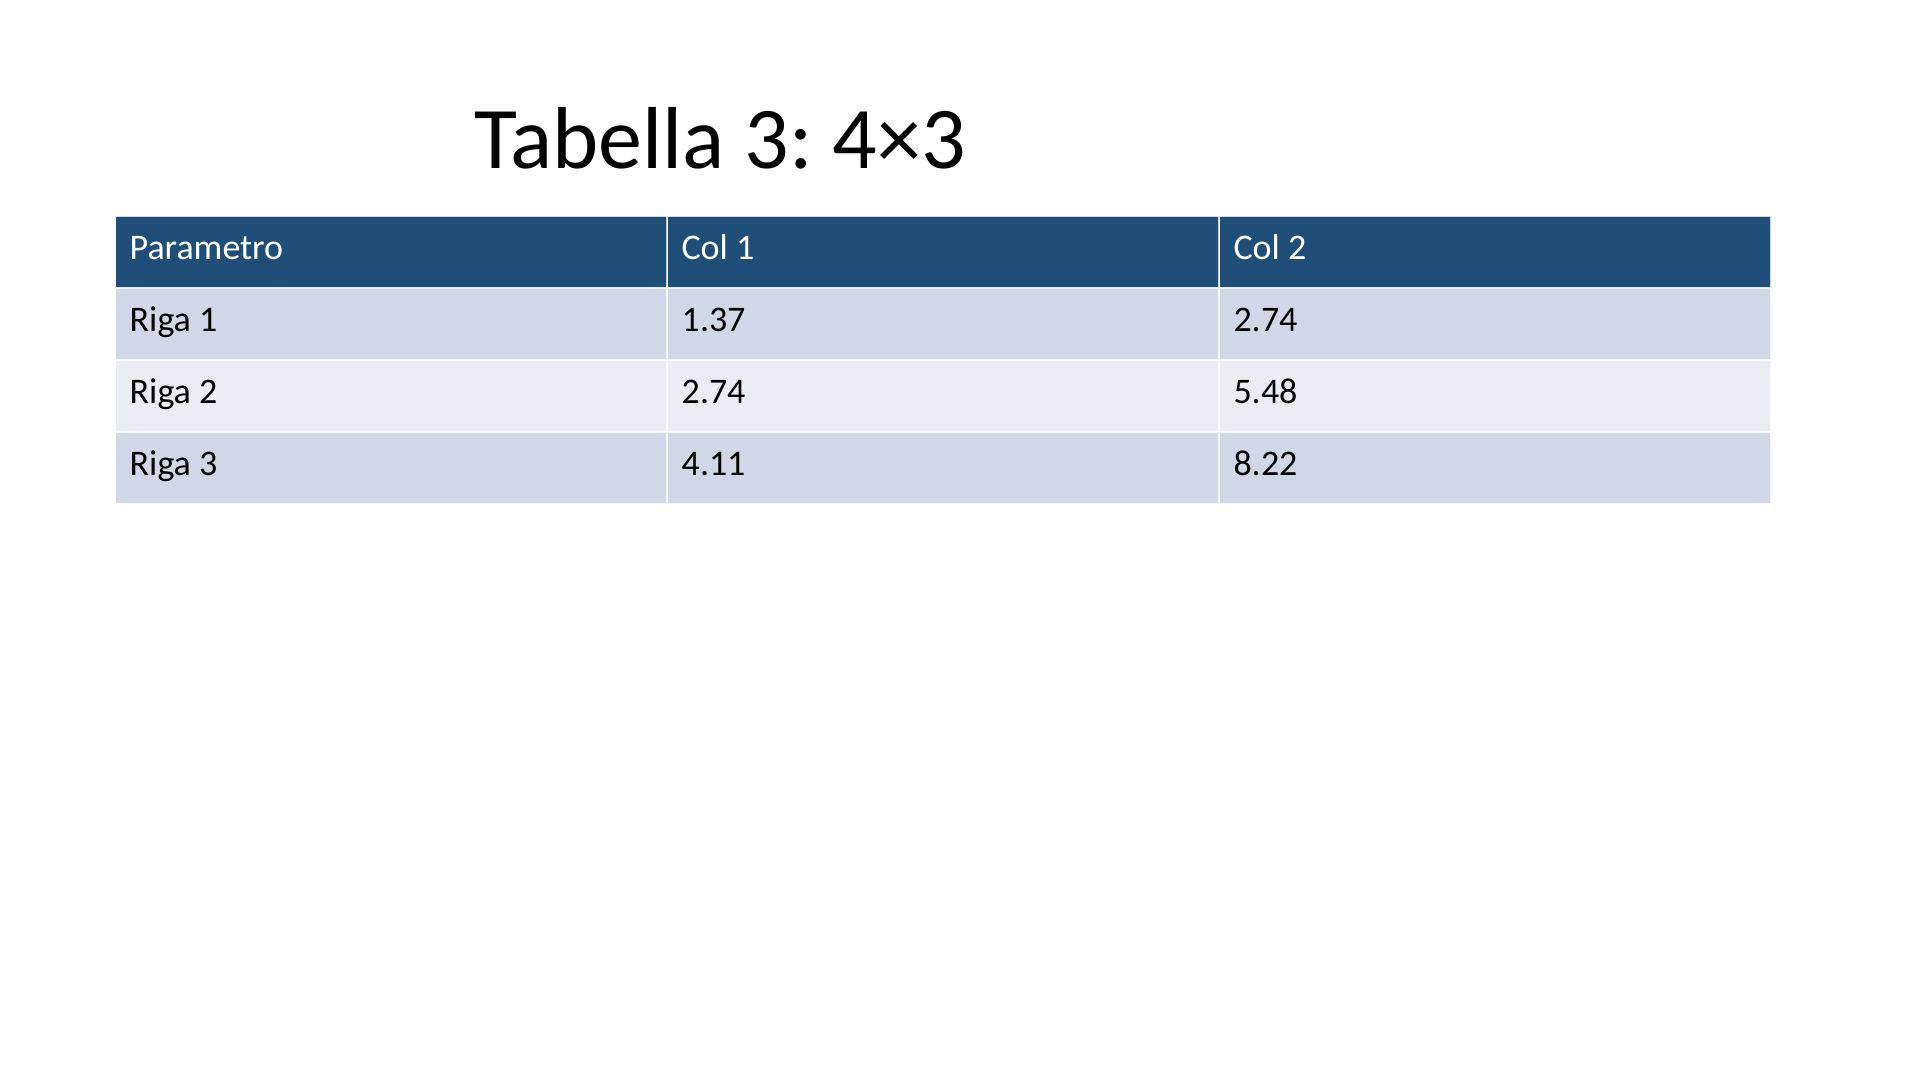 Tabella 3: 4×3
Parametro Col 1 Col 2
Riga 1 1.37 2.74
Riga 2 2.74 5.48
Riga 3 4.11 8.22